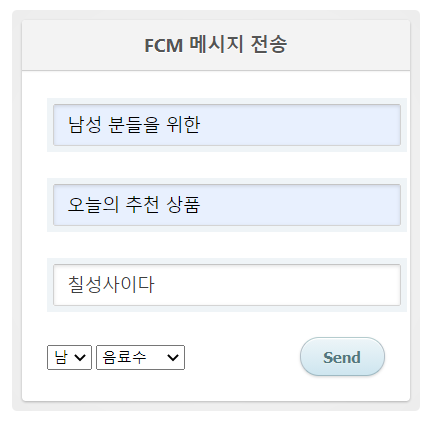 FCM 메시지 전송
남성 분들을 위한
오늘의 추천 상품
칠성사이다
남 음료수 Send